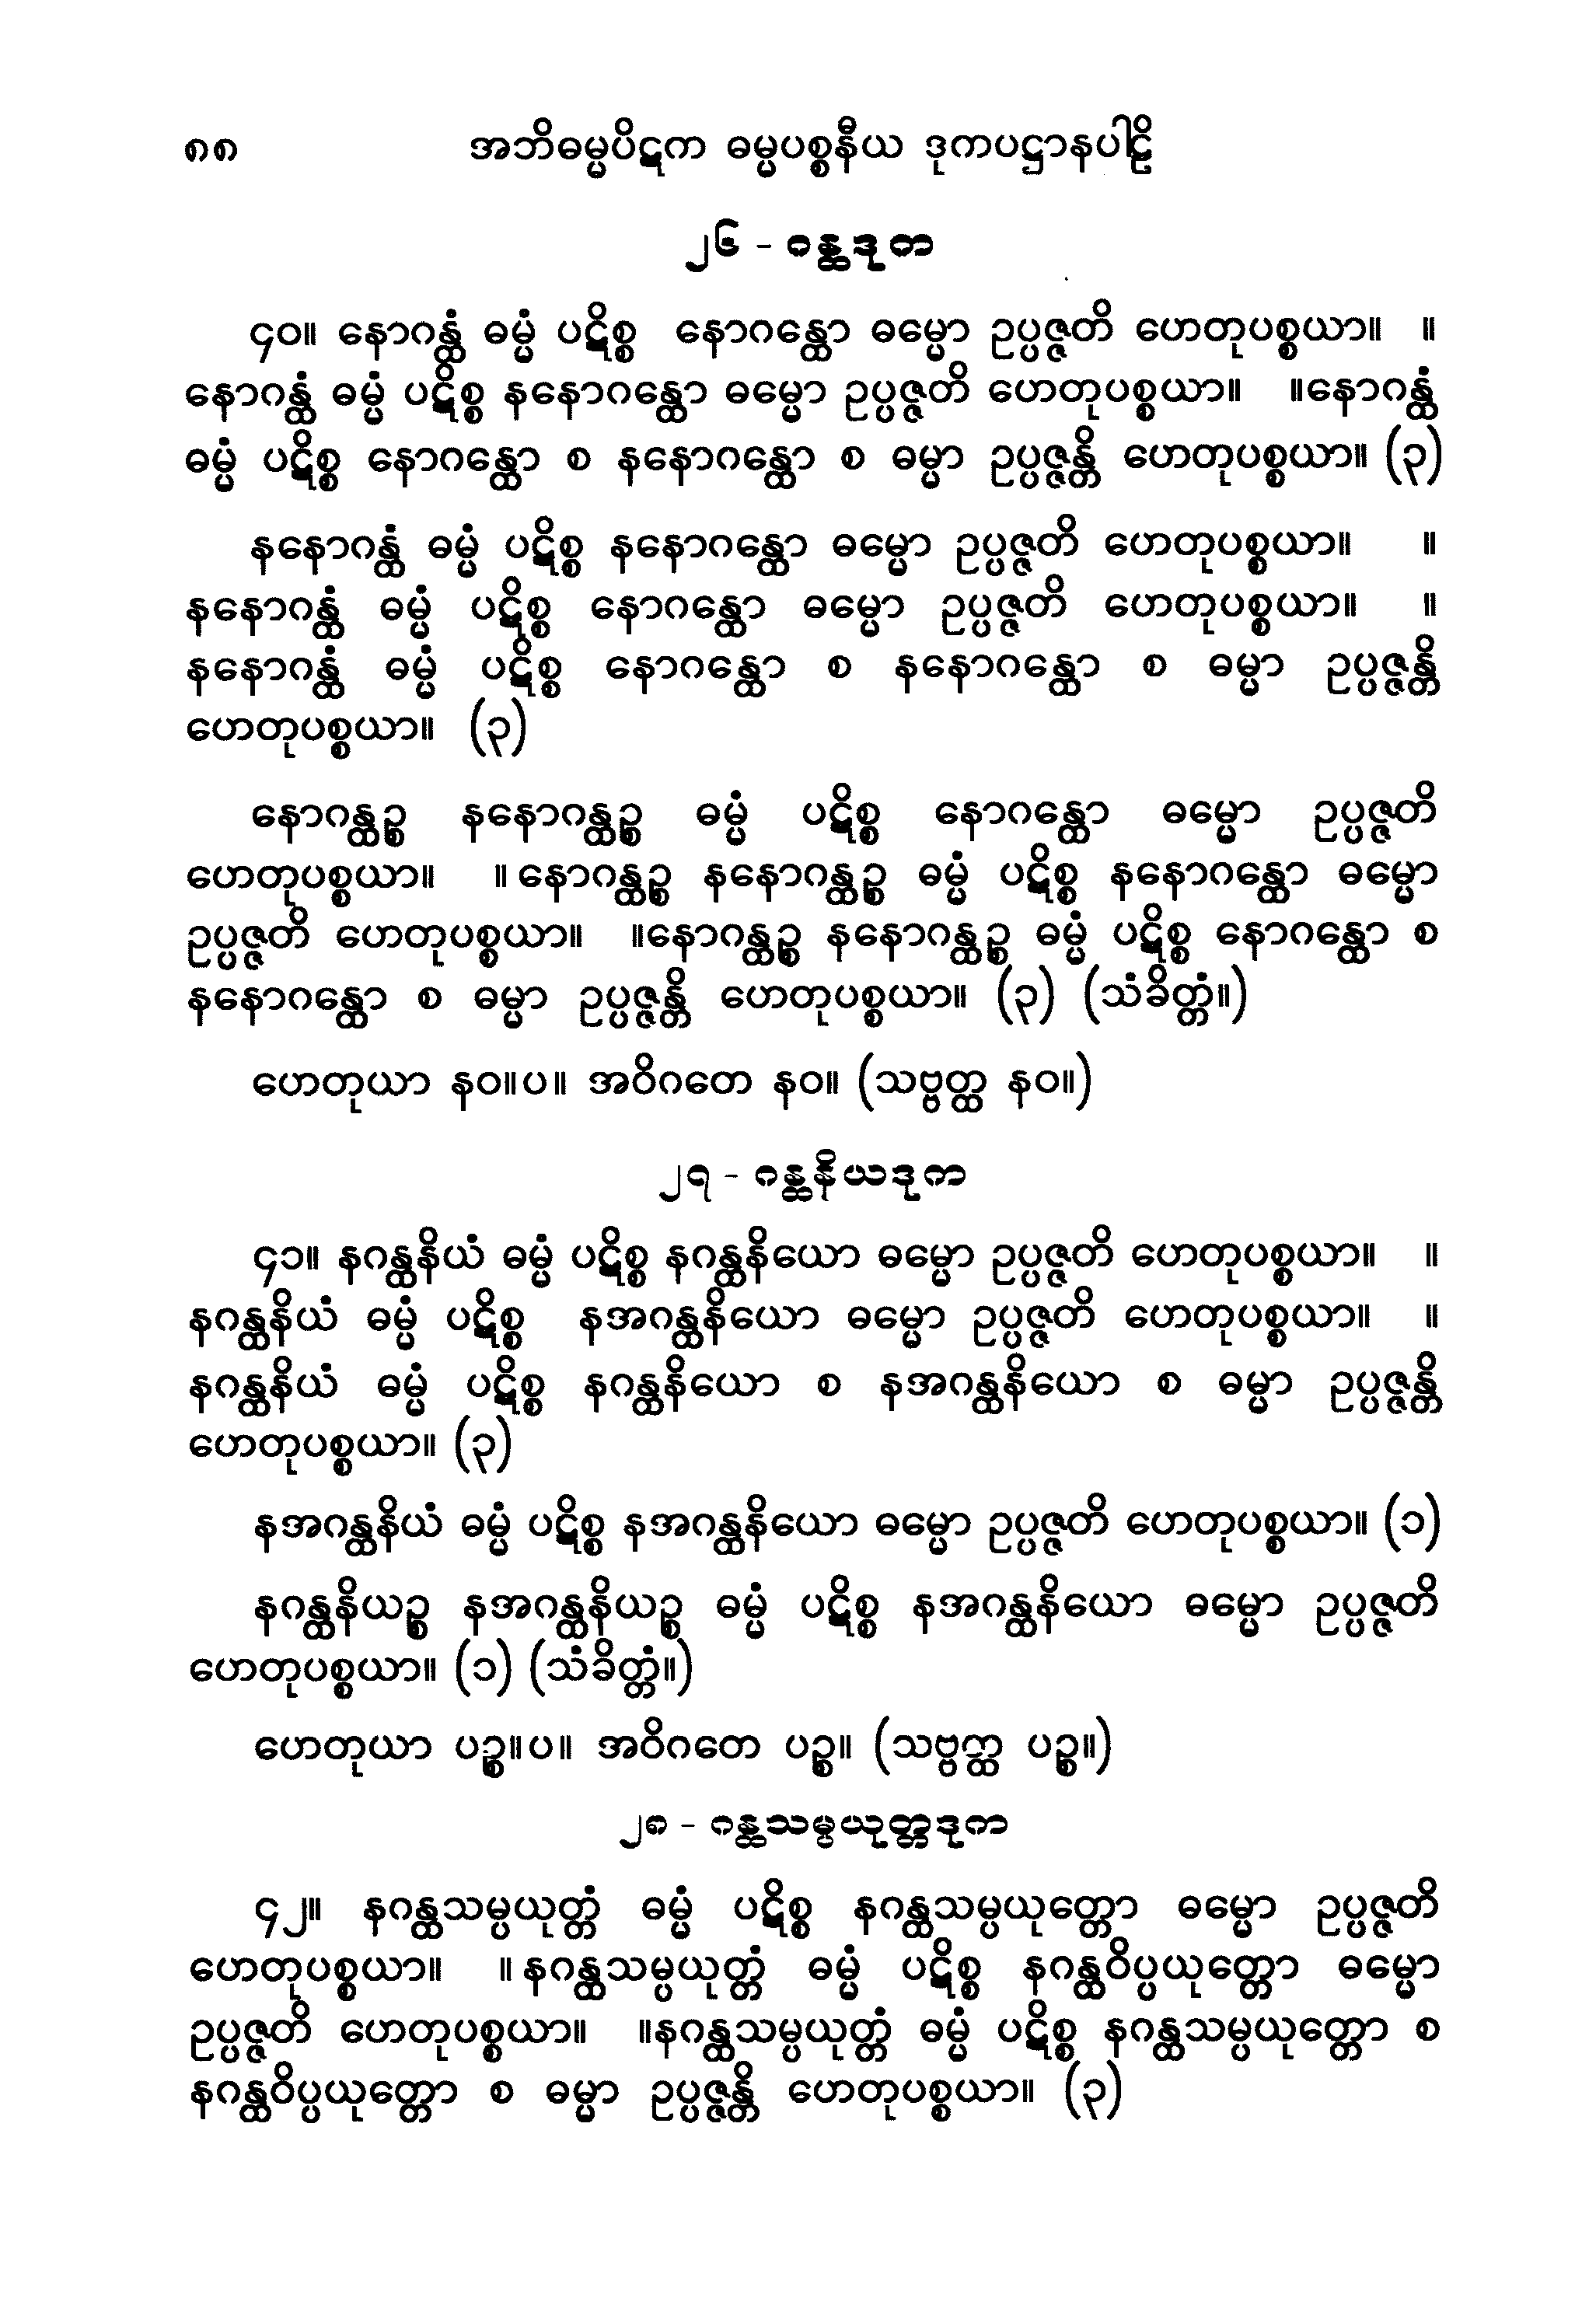 ၈၈ အဘိဓမ္မပိဋက ဓမ္မပစ္စနီယ ဒုကပဋ္ဌာနပါဠိ
၂၆ - ဂန္ထဒုက
၄၀။ နောဂန္ထံ ဓမ္မံ ပဋိစ္စ နောဂန္ထော ဓမ္မော ဥပ္ပဇ္ဇတိ ဟေတုပစ္စယာ။ ။
နောဂန္ထံ ဓမ္မံ ပဋိစ္စ နနောဂန္ထော ဓမ္မော ဥပ္ပဇ္ဇတိ ဟေတုပစ္စယာ။ ။နောဂန္ထံ
ဓမ္မံ ပဋိစ္စ နောဂန္ထော စ နနောဂန္ထော စ ဓမ္မာ ဥပ္ပဇ္ဇန္တိ ဟေတုပစ္စယာ။ (၃)
နနောဂန္ထံ ဓမ္မံ ပဋိစ္စ နနောဂန္ထော ဓမ္မော ဥပ္ပဇ္ဇတိ ဟေတုပစ္စယာ။ ။
နနောဂန္ထံ ဓမ္မံ ပဋိစ္စ နောဂန္ထော ဓမ္မော ဥပ္ပဇ္ဇတိ ဟေတုပစ္စယာ။ ။
နနောဂန္ထံ ဓမ္မံ ပဋိစ္စ နောဂန္ထော စ နနောဂန္ထော စ ဓမ္မာ ဥပ္ပဇ္ဇန္တိ
ဟေတုပစ္စယာ။ (၃)
နောဂန္ထဉ္စ နနောဂန္ထဉ္စ ဓမ္မံ ပဋိစ္စ နောဂန္ထော ဓမ္မော ဥပ္ပဇ္ဇတိ
ဟေတုပစ္စယာ။ ။နောဂန္ထဉ္စ နနောဂန္ထဉ္စ ဓမ္မံ ပဋိစ္စ နနောဂန္ထော ဓမ္မော
ဥပ္ပဇ္ဇတိ ဟေတုပစ္စယာ။ ။နောဂန္ထဉ္စ နနောဂန္ထဉ္စ ဓမ္မံ ပဋိစ္စ နောဂန္ထော စ
နနောဂန္ထော စ ဓမ္မာ ဥပ္ပဇ္ဇန္တိ ဟေတုပစ္စယာ။ (၃) (သံခိတ္တံ။)
ဟေတုယာ နဝ။ပ။ အဝိဂတေ နဝ။ (သဗ္ဗတ္ထ နဝ။)
၂၇ - ဂန္ထနိယဒုက
၄၁။ နဂန္ထနိယံ ဓမ္မံ ပဋိစ္စ နဂန္ထနိယော ဓမ္မော ဥပ္ပဇ္ဇတိ ဟေတုပစ္စယာ။ ။
နဂန္ထနိယံ ဓမ္မံ ပဋိစ္စ နအဂန္ထနိယော ဓမ္မော ဥပ္ပဇ္ဇတိ ဟေတုပစ္စယာ။ ။
နဂန္ထနိယံ ဓမ္မံ ပဋိစ္စ နဂန္ထနိယော စ နအဂန္ထနိယော စ ဓမ္မာ ဥပ္ပဇ္ဇန္တိ
ဟေတုပစ္စယာ။ (၃)
နအဂန္ထနိယံ ဓမ္မံ ပဋိစ္စ နအဂန္ထနိယော ဓမ္မော ဥပ္ပဇ္ဇတိ ဟေတုပစ္စယာ။ (၁)
နဂန္ထနိယဉ္စ နအဂန္ထနိယဉ္စ ဓမ္မံ ပဋိစ္စ နအဂန္ထနိယော ဓမ္မော ဥပ္ပဇ္ဇတိ
ဟေတုပစ္စယာ။ (၁) (သံခိတ္တံ။)
ဟေတုယာ ပဉ္စ။ပ။ အဝိဂတေ ပဉ္စ။ (သဗ္ဗတ္ထ ပဉ္စ။)
၂၈ - ဂန္ထသမ္ပယုတ္တဒုက
၄၂။ နဂန္ထသမ္ပယုတ္တံ ဓမ္မံ ပဋိစ္စ နဂန္ထသမ္ပယုတ္တော ဓမ္မော ဥပ္ပဇ္ဇတိ
ဟေတုပစ္စယာ။ ။နဂန္ထသမ္ပယုတ္တံ ဓမ္မံ ပဋိစ္စ နဂန္ထဝိပ္ပယုတ္တော ဓမ္မော
ဥပ္ပဇ္ဇတိ ဟေတုပစ္စယာ။ ။နဂန္ထသမ္ပယုတ္တံ ဓမ္မံ ပဋိစ္စ နဂန္ထသမ္ပယုတ္တော စ
နဂန္ထဝိပ္ပယုတ္တော စ ဓမ္မာ ဥပ္ပဇ္ဇန္တိ ဟေတုပစ္စယာ။ (၃)